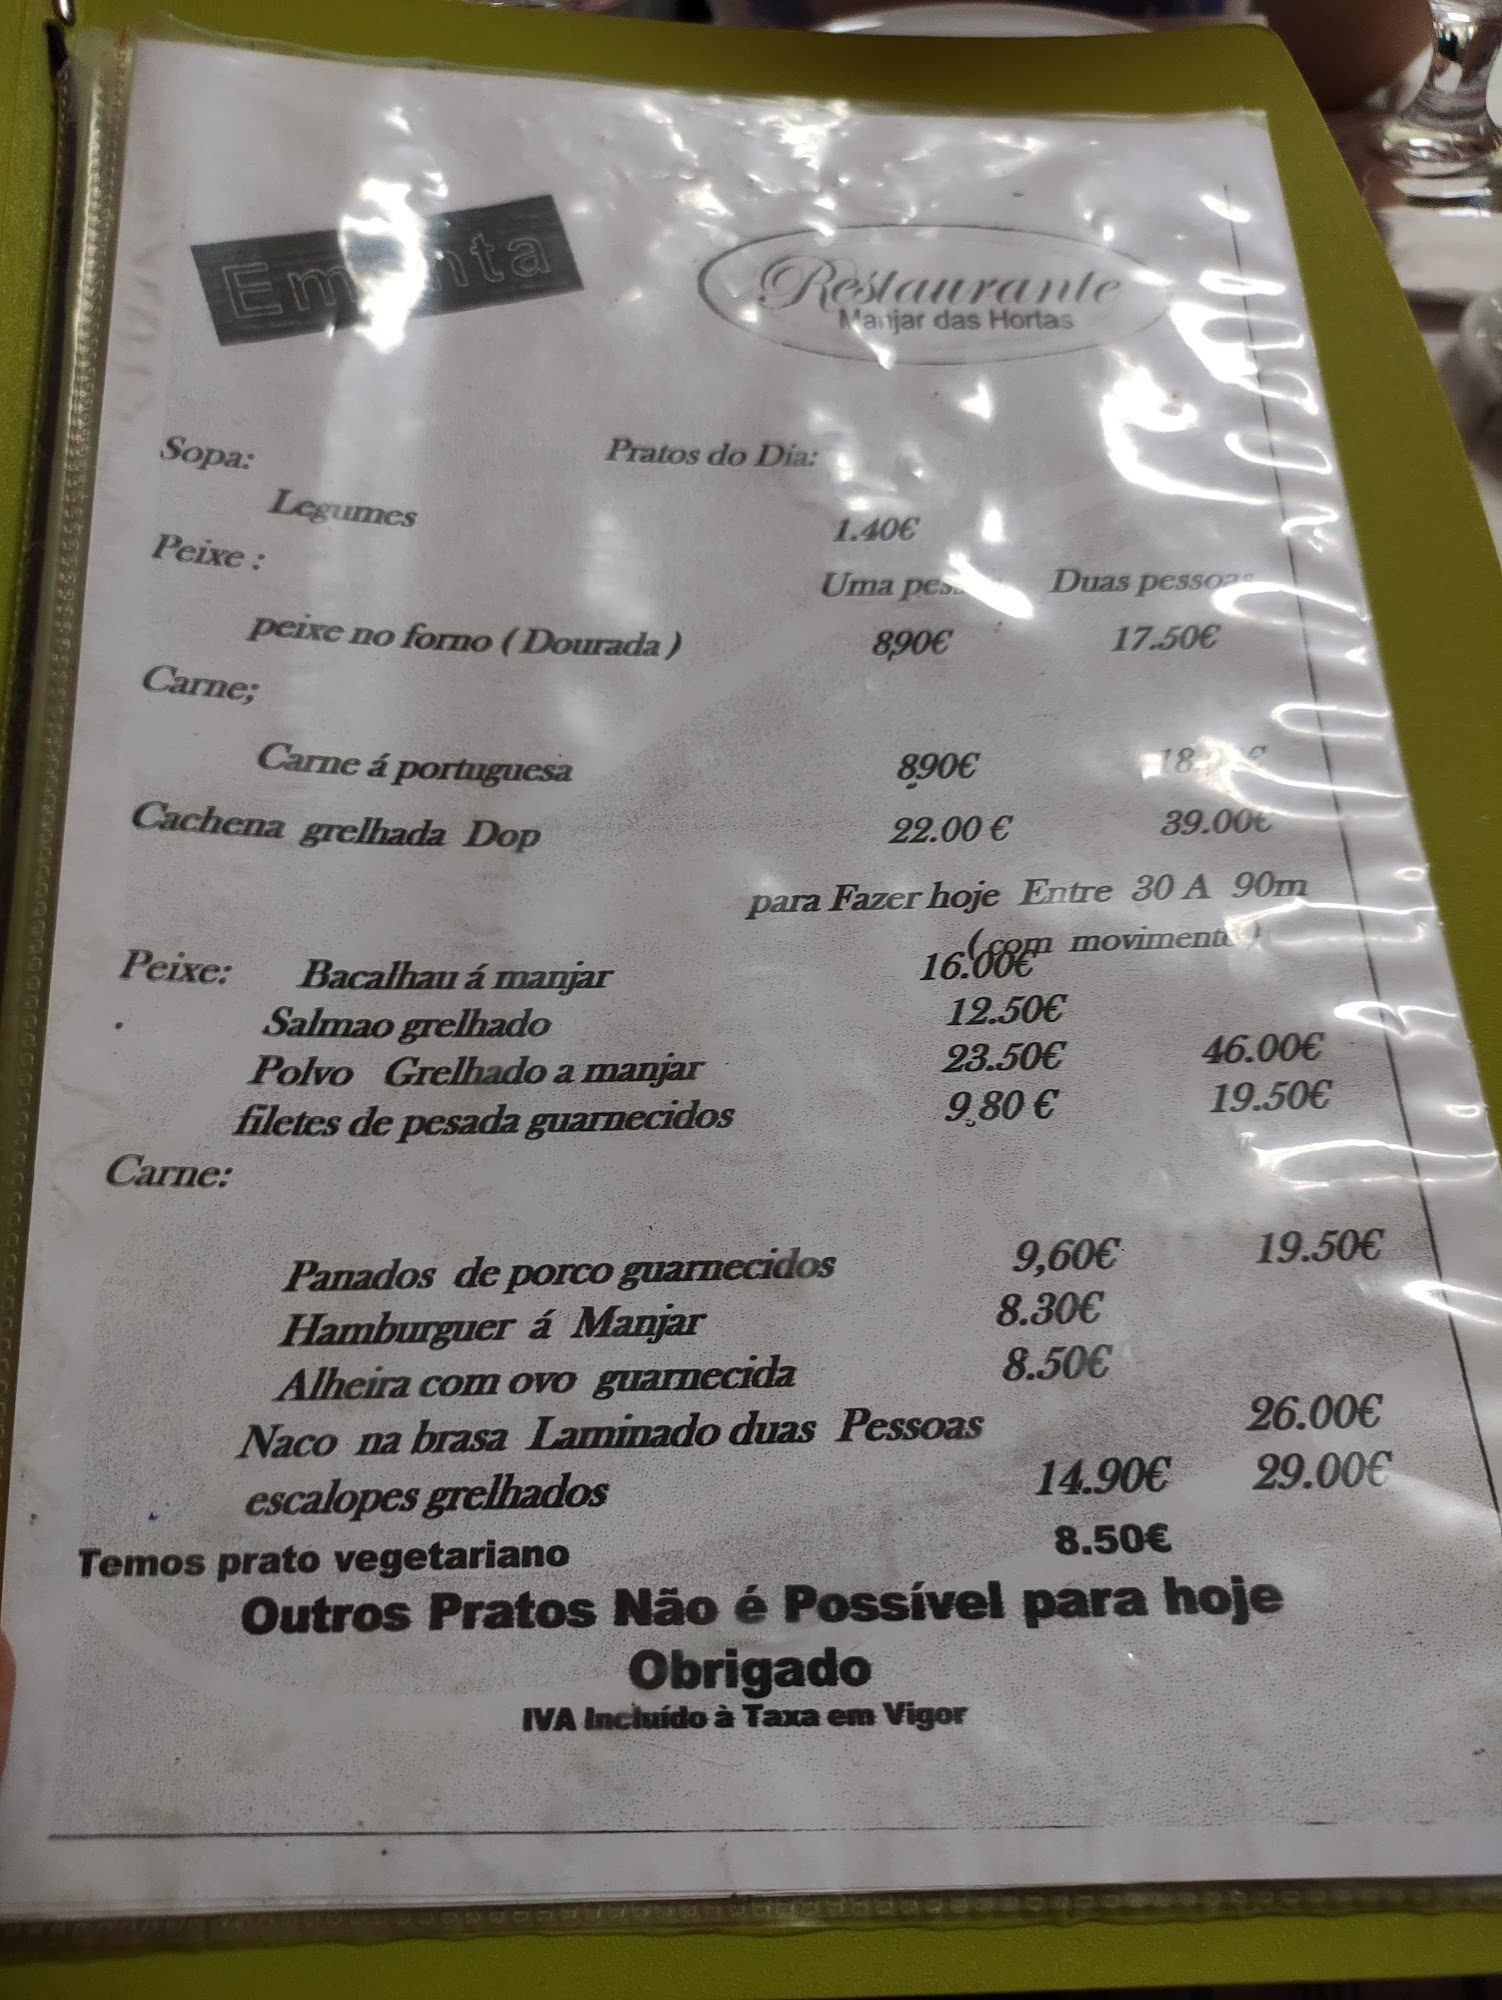 Ementa
Restaurante
Manjar das Hortas
Sopa: Pratos do Dia:
Legumes 1.40€
Peixe :
Uma pessoa Duas pessoas
peixe no forno ( Dourada ) 8,90€ 17.50€
Carne;
Carne á portuguesa 8,90€
Cachena grelhada Dop 22.00 € 39.00€
para Fazer hoje Entre 30 A 90m
( com movimento )
Peixe: Bacalhau á manjar 16.00€
Salmao grelhado 12.50€
Polvo Grelhado a manjar 23.50€ 46.00€
filetes de pesada guarnecidos 9,80 € 19.50€
Carne:
Panados de porco guarnecidos 9,60€ 19.50€
Hamburguer á Manjar 8.30€
Alheira com ovo guarnecida 8.50€
Naco na brasa Laminado duas Pessoas 26.00€
escalopes grelhados 14.90€ 29.00€
Temos prato vegetariano 8.50€
Outros Pratos Não é Possível para hoje
Obrigado
IVA Incluído à Taxa em Vigor